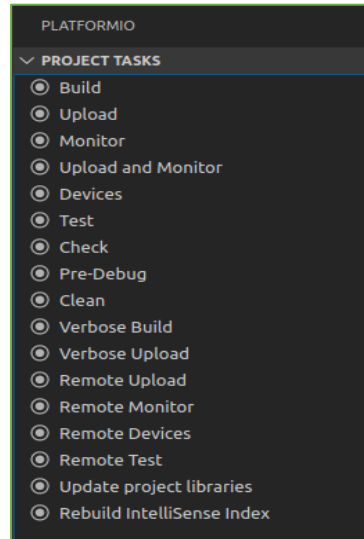 PLATFORMIO
PROJECT TASKS
Build
Upload
Monitor
Upload and Monitor
Devices
Test
Check
Pre-Debug
Clean
Verbose Build
Verbose Upload
Remote Upload
Remote Monitor
Remote Devices
Remote Test
Update project libraries
Rebuild IntelliSense Index